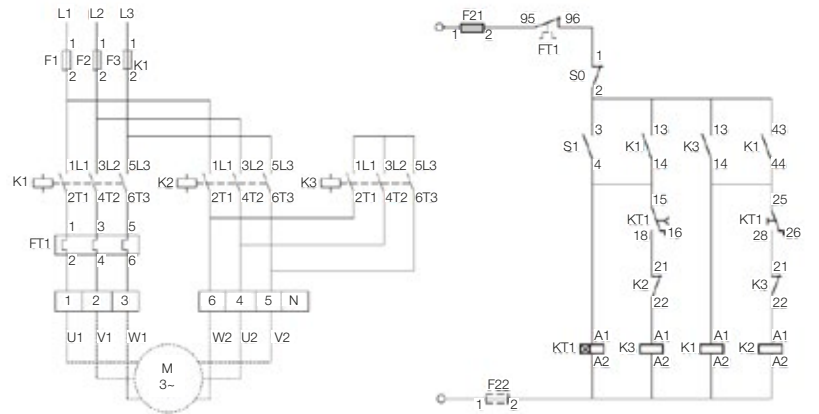 L1 L2 L3
1 1 1
F1 F2 F3 K1
2 2 2
1L1 3L2 5L3
K1
2T1 4T2 6T3
1L1 3L2 5L3
K2
2T1 4T2 6T3
1L1 3L2 5L3
K3
2T1 4T2 6T3
1 3 5
FT1
2 4 6
1 2 3
6 4 5 N
U1 V1 W1
W2 U2 V2
M
3~
F21
1 2
95 96
FT1
1
S0
2
3
S1
4
13
K1
14
13
K3
14
43
K1
44
15
KT1
18 16
25
KT1
28 26
21
K2
22
21
K3
22
KT1 A1
A2
K3 A1
A2
K1 A1
A2
K2 A1
A2
F22
1 2